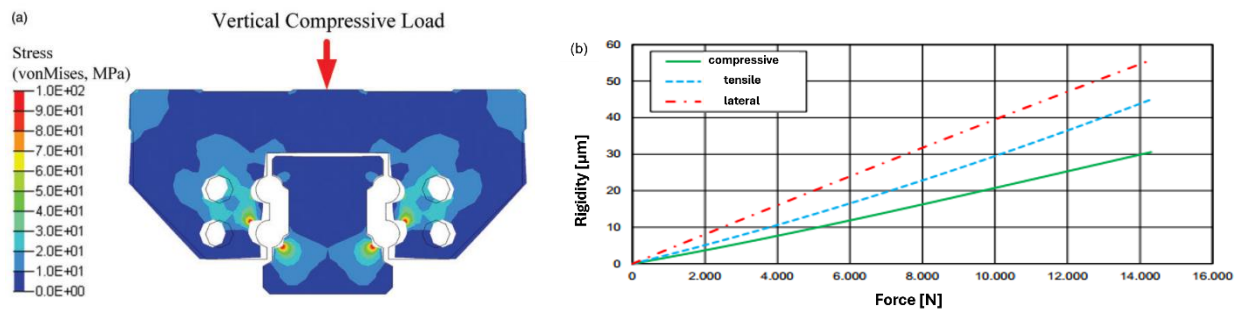 (a)
Vertical Compressive Load
Stress
(vonMises, MPa)
1.0E+02
9.0E+01
8.0E+01
7.0E+01
6.0E+01
5.0E+01
4.0E+01
3.0E+01
2.0E+01
1.0E+01
0.0E+00
(b)
compressive
tensile
lateral
Rigidity [µm]
60
50
40
30
20
10
0
0 2.000 4.000 6.000 8.000 10.000 12.000 14.000 16.000
Force [N]